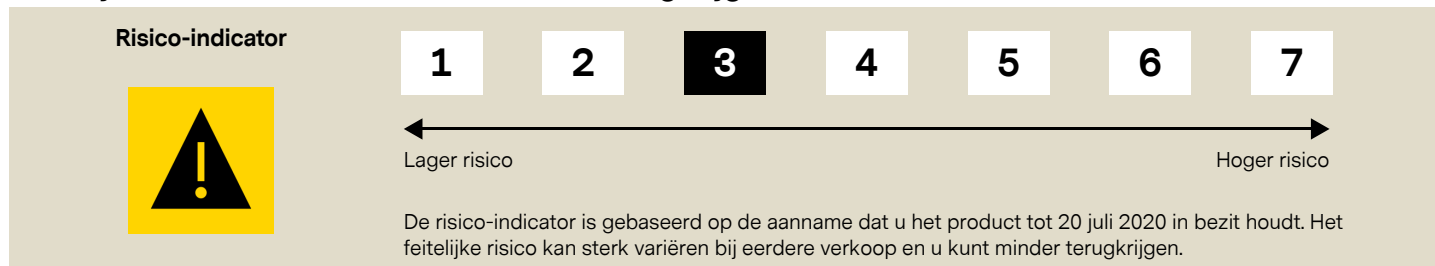 Risico-indicator
1 2 3 4 5 6 7
Lager risico Hoger risico
De risico-indicator is gebaseerd op de aanname dat u het product tot 20 juli 2020 in bezit houdt. Het
feitelijke risico kan sterk variëren bij eerdere verkoop en u kunt minder terugkrijgen.